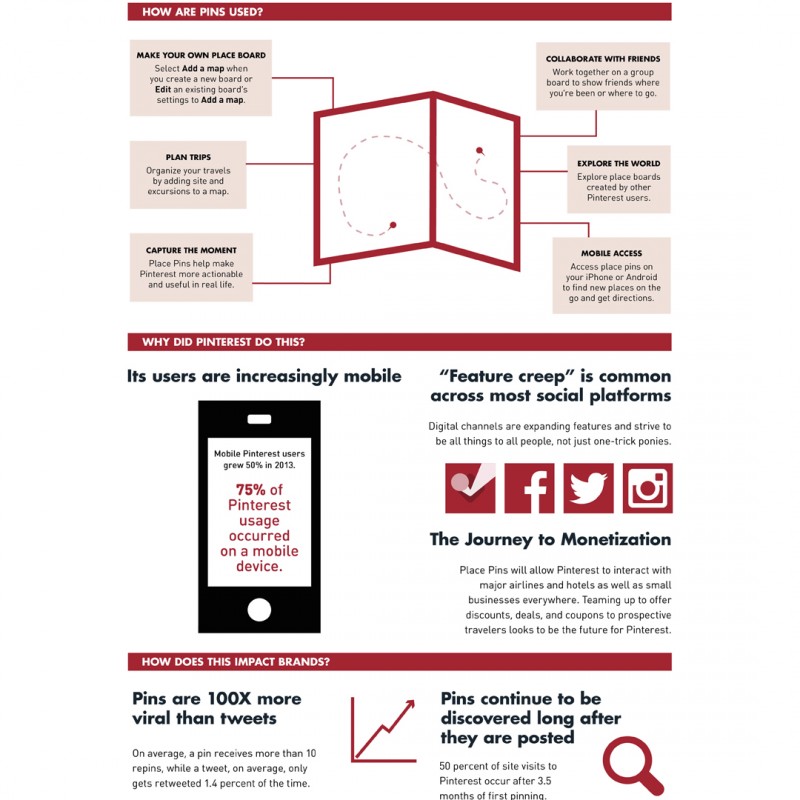 HOW ARE PINS USED?
MAKE YOUR OWN PLACE BOARD
Select Add a map when
you create a new board or
Edit an existing board's
settings to Add a map.
PLAN TRIPS
Organize your travels
by adding site and
excursions to a map.
CAPTURE THE MOMENT
Place Pins help make
Pinterest more actionable
and useful in real life.
COLLABORATE WITH FRIENDS
Work together on a group
board to show friends where
you're been or where to go.
EXPLORE THE WORLD
Explore place boards
created by other
Pinterest users.
MOBILE ACCESS
Access place pins on
your iPhone or Android
to find new places on the
go and get directions.
WHY DID PINTEREST DO THIS?
Its users are increasingly mobile
Mobile Pinterest users
grew 50% in 2013.
75% of
Pinterest
usage
occurred
on a mobile
device.
"Feature creep" is common
across most social platforms
Digital channels are expanding features and strive to
be all things to all people, not just one-trick ponies.
The Journey to Monetization
Place Pins will allow Pinterest to interact with
major airlines and hotels as well as small
businesses everywhere. Teaming up to offer
discounts, deals, and coupons to prospective
travelers looks to be the future for Pinterest.
HOW DOES THIS IMPACT BRANDS?
Pins are 100X more
viral than tweets
On average, a pin receives more than 10
repins, while a tweet, on average, only
gets retweeted 1.4 percent of the time.
Pins continue to be
discovered long after
they are posted
50 percent of site visits to
Pinterest occur after 3.5
months of first pinning.